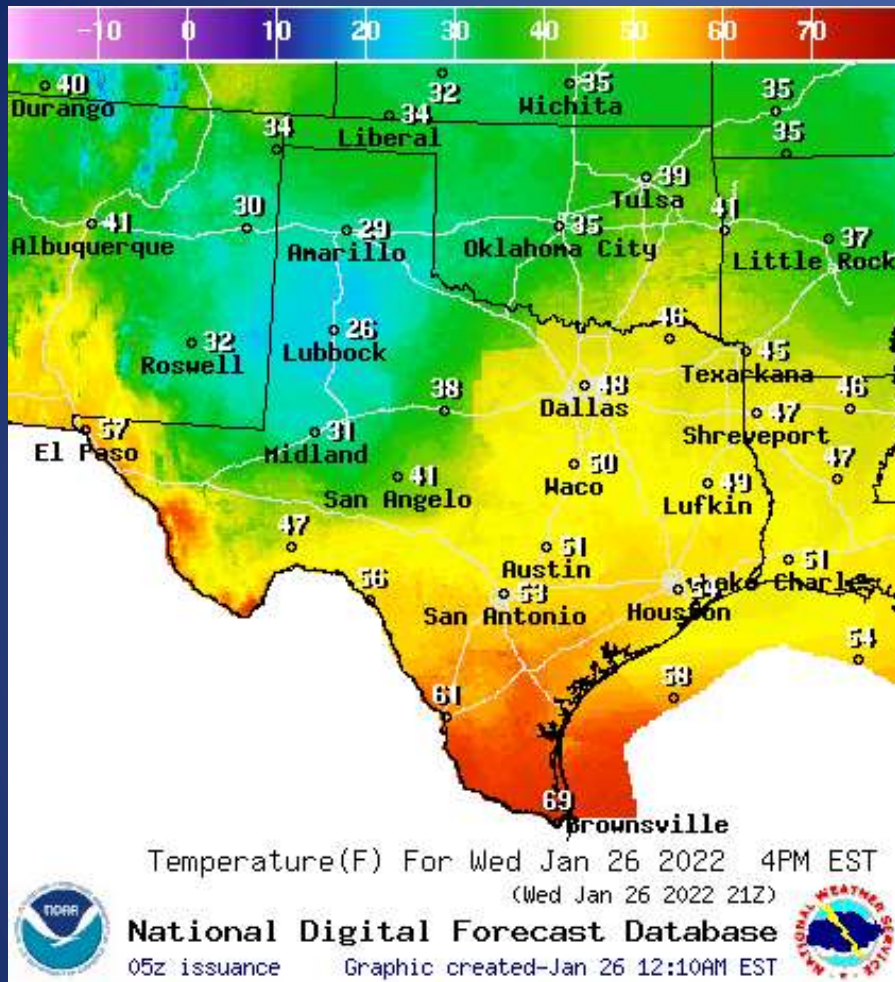 -10 0 10 20 30 40 50 60 70
40 32 35 35
Durango Wichita
34 34 35
Liberal
39
Tulsa
41 30 29 35 41 37
Albuquerque Amarillo Oklahoma City Little Rock
32 26 46 45
Roswell Lubbock Texarkana
38 48 47 46
Dallas Shreveport
57 31
El Paso Midland
41 50 49 47
San Angelo Waco Lufkin
47 51 51
Austin
Lake Charles
56 53 54
San Antonio Houston
54
58
61
69
Brownsville
Temperature(F) For Wed Jan 26 2022 4PM EST
(Wed Jan 26 2022 21Z)
National Digital Forecast Database
05z issuance Graphic created-Jan 26 12:10AM EST
NOAA
NATIONAL WEATHER SERVICE